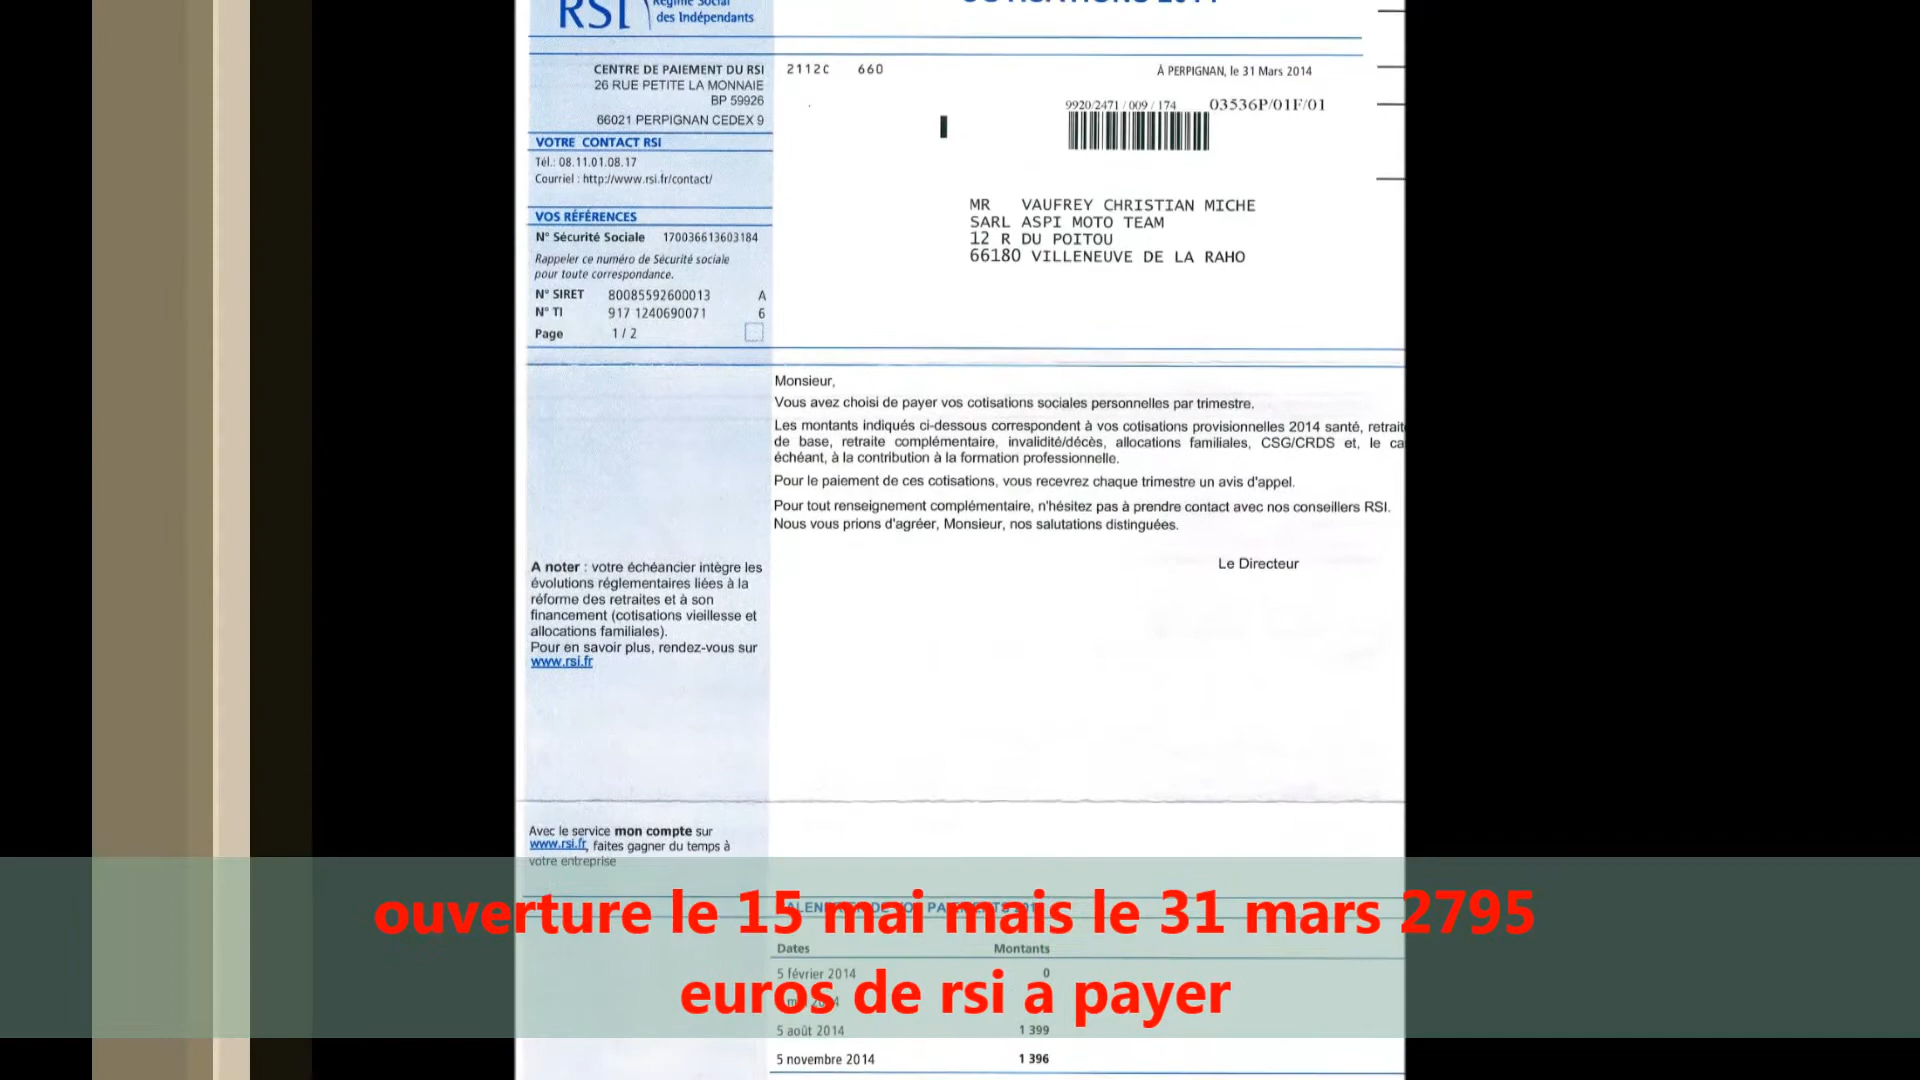 RSI
Régime Social
des Indépendants
COTISATIONS 2014
CENTRE DE PAIEMENT DU RSI
26 RUE PETITE LA MONNAIE
BP 59926
66021 PERPIGNAN CEDEX 9
2112C 660
À PERPIGNAN, le 31 Mars 2014
9920/2471 / 009 / 174 03536P/01F/01
VOTRE CONTACT RSI
Tél.: 08.11.01.08.17
Courriel : http://www.rsi.fr/contact/
VOS RÉFÉRENCES
N° Sécurité Sociale 170036613603184
Rappeler ce numéro de Sécurité sociale
pour toute correspondance.
N° SIRET 80085592600013 A
N° TI 917 1240690071 6
Page 1 / 2
MR VAUFREY CHRISTIAN MICHE
SARL ASPI MOTO TEAM
12 R DU POITOU
66180 VILLENEUVE DE LA RAHO
Monsieur,
Vous avez choisi de payer vos cotisations sociales personnelles par trimestre.
Les montants indiqués ci-dessous correspondent à vos cotisations provisionnelles 2014 santé, retrait
de base, retraite complémentaire, invalidité/décès, allocations familiales, CSG/CRDS et, le ca
échéant, à la contribution à la formation professionnelle.
Pour le paiement de ces cotisations, vous recevrez chaque trimestre un avis d'appel.
Pour tout renseignement complémentaire, n'hésitez pas à prendre contact avec nos conseillers RSI.
Nous vous prions d'agréer, Monsieur, nos salutations distinguées.
Le Directeur
A noter : votre échéancier intègre les
évolutions réglementaires liées à la
réforme des retraites et à son
financement (cotisations vieillesse et
allocations familiales).
Pour en savoir plus, rendez-vous sur
www.rsi.fr
Avec le service mon compte sur
www.rsi.fr, faites gagner du temps à
votre entreprise
ouverture le 15 mai mais le 31 mars 2795
euros de rsi a payer
Dates Montants
5 février 2014 0
5 août 2014 1 399
5 novembre 2014 1 396